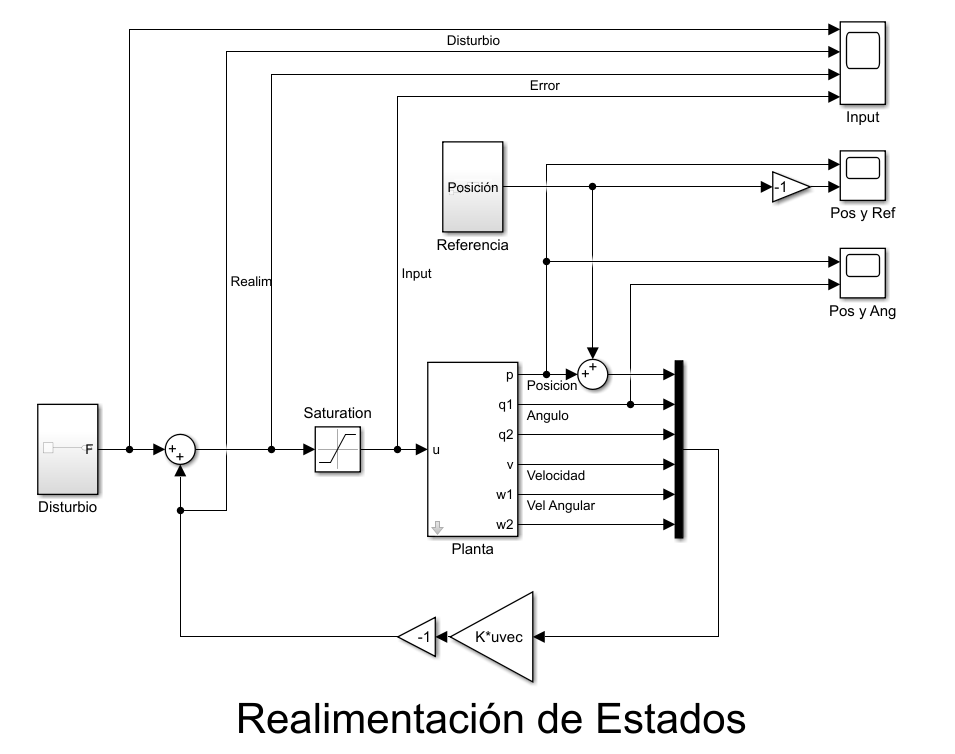 Disturbio
Error
Input
Posición
-1
Pos y Ref
Referencia
Realim
Input
Pos y Ang
p
+
+
Posicion
q1
Angulo
Saturation
F
+
+
u
q2
v
Velocidad
w1
Vel Angular
w2
Disturbio
Planta
-1
K*uvec
Realimentación de Estados